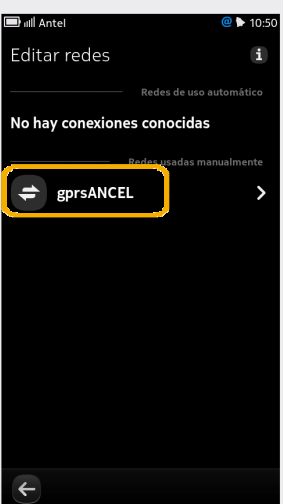 Antel
@
10:50
Editar redes
i
Redes de uso automático
No hay conexiones conocidas
Redes usadas manualmente
gprsANCEL